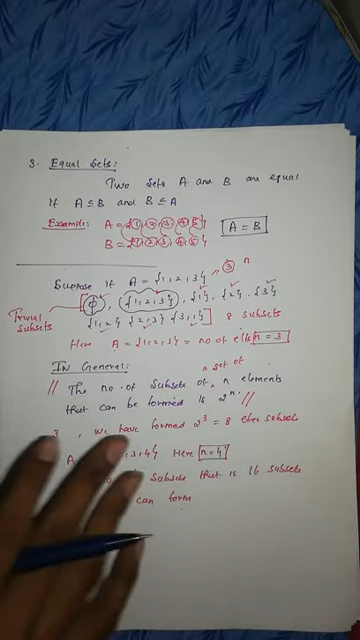 3. Equal Sets:
Two Sets A and B are equal
if A ⊆ B and B ⊆ A
Example: A = {1, 2, 3, 4, 5}
A = B
B = {1, 2, 3, 4, 5}
Suppose if A = {1, 2, 3} " 3 n
Trivial Subsets
[ϕ, {1, 2, 3}, {1}, {2}, {3}
{1, 2} {2, 3} {3, 1}] 8 subsets
Here A = {1, 2, 3} = no of elts n = 3
IN General:
a set of
// The no. of Subsets of n elements
that can be formed is 2ⁿ. //
3, We have formed 2³ = 8 subsets
A 3, 4} Here n = 4
Subsets that is 16 subsets
can form